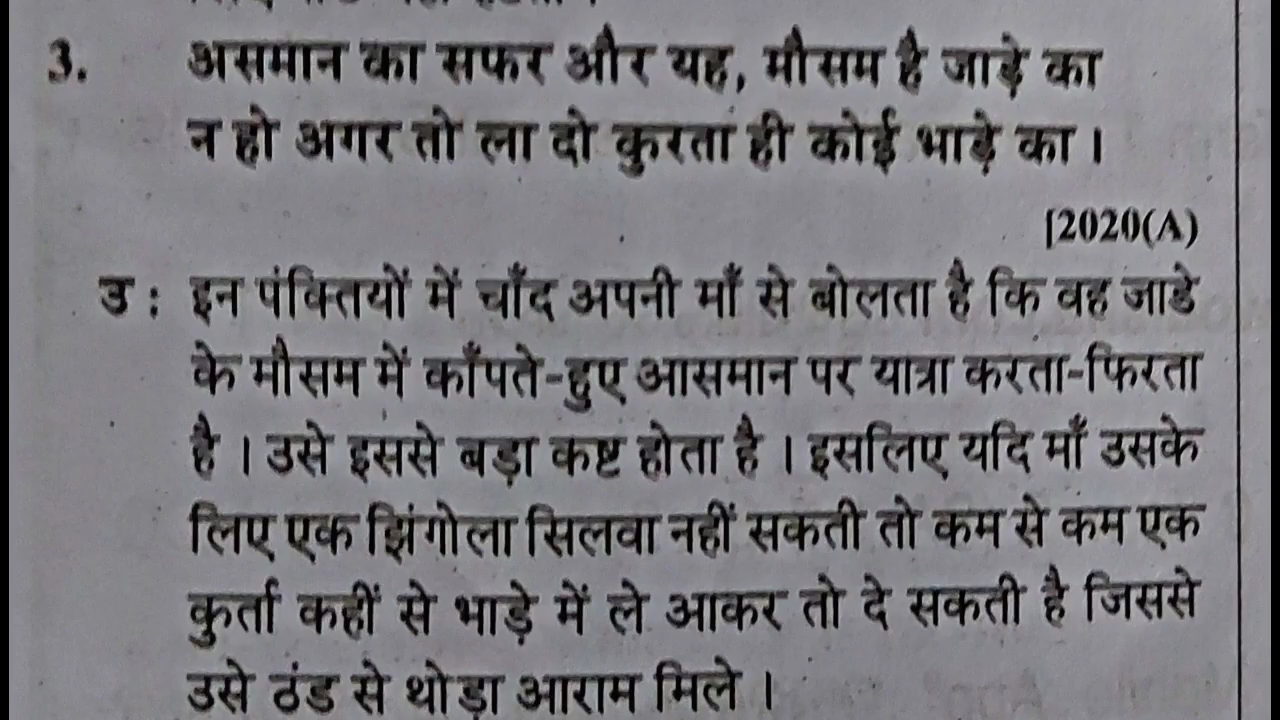 3. असमान का सफर और यह, मौसम है जाड़े का
न हो अगर तो ला दो कुरता ही कोई भाड़े का।
[2020(A)
उ : इन पंक्तियों में चाँद अपनी माँ से बोलता है कि वह जाडे
के मौसम में काँपते-हुए आसमान पर यात्रा करता-फिरता
है । उसे इससे बड़ा कष्ट होता है । इसलिए यदि माँ उसके
लिए एक झिंगोला सिलवा नहीं सकती तो कम से कम एक
कुर्ता कहीं से भाड़े में ले आकर तो दे सकती है जिससे
उसे ठंड से थोड़ा आराम मिले ।